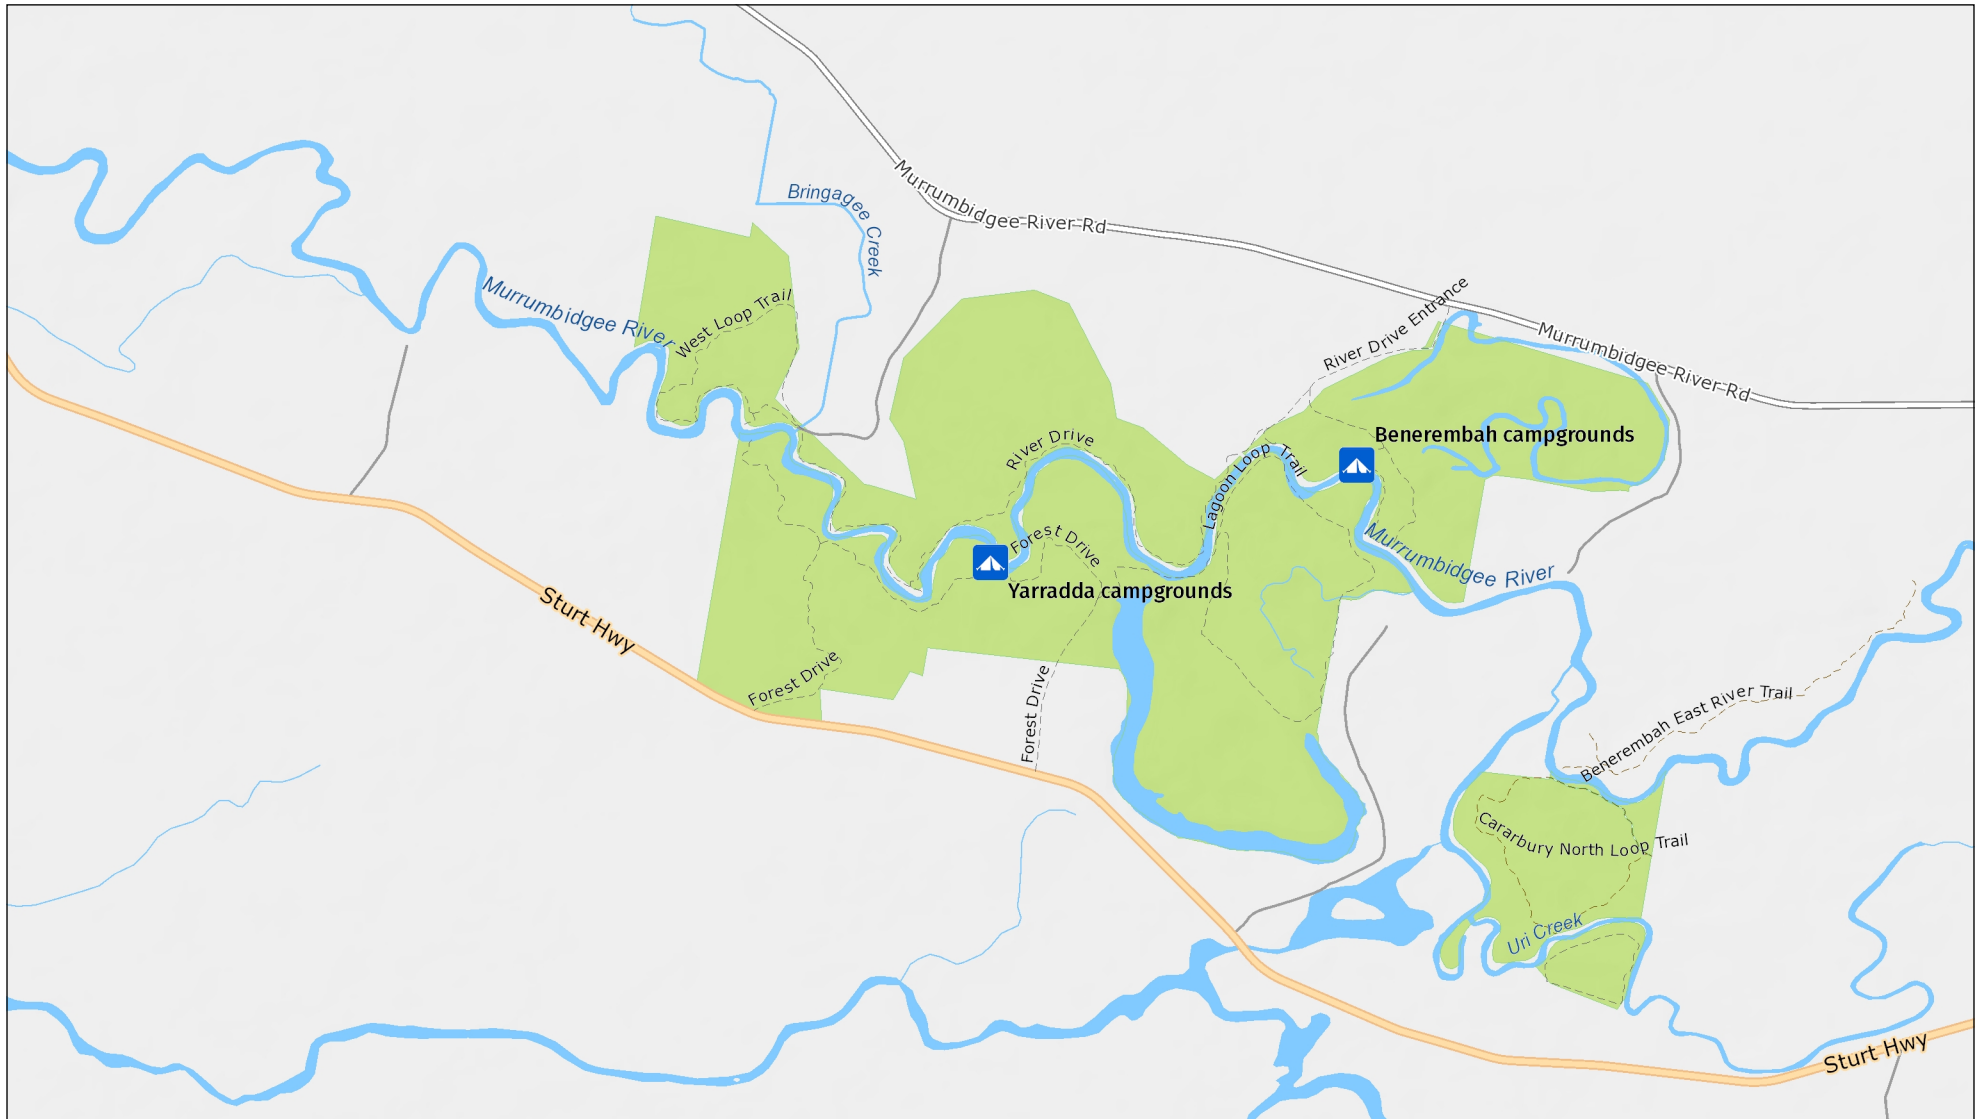 Murrumbidgee River Rd
Bringagee Creek
Murrumbidgee River
West Loop Trail
River Drive Entrance
Murrumbidgee River Rd
River Drive
Lagoon Loop Trail
Benerembah campgrounds
Forest Drive
Yarradda campgrounds
Murrumbidgee River
Sturt Hwy
Forest Drive
Forest Drive
Benerembah East River Trail
Cararbury North Loop Trail
Uri Creek
Sturt Hwy